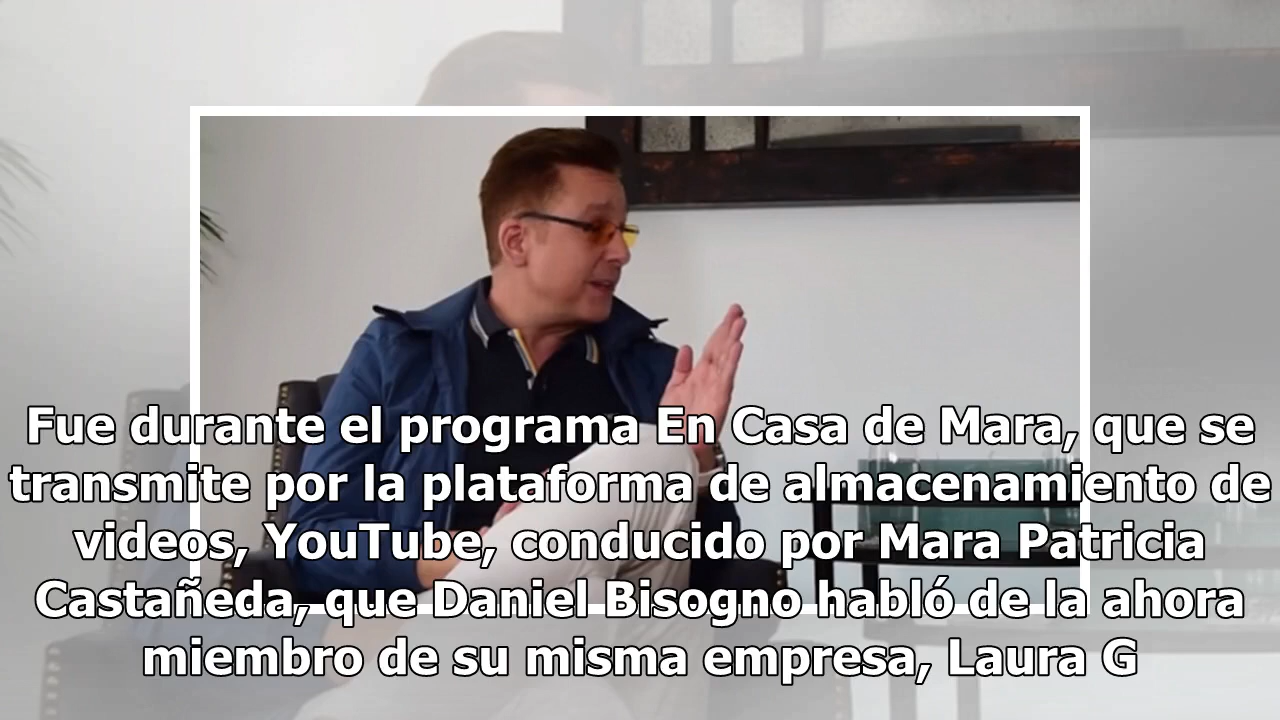 Fue durante el programa En Casa de Mara, que se
transmite por la plataforma de almacenamiento de
videos, YouTube, conducido por Mara Patricia
Castañeda, que Daniel Bisogno habló de la ahora
miembro de su misma empresa, Laura G